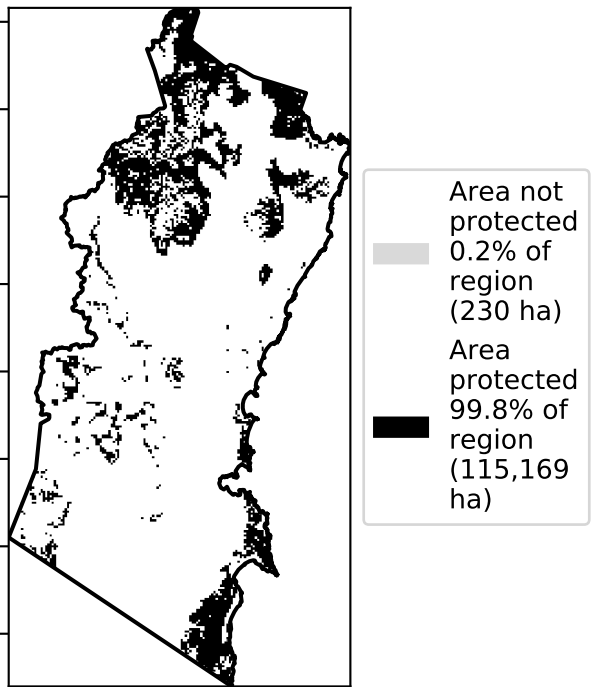 Area not
protected
0.2% of
region
(230 ha)
Area
protected
99.8% of
region
(115,169
ha)